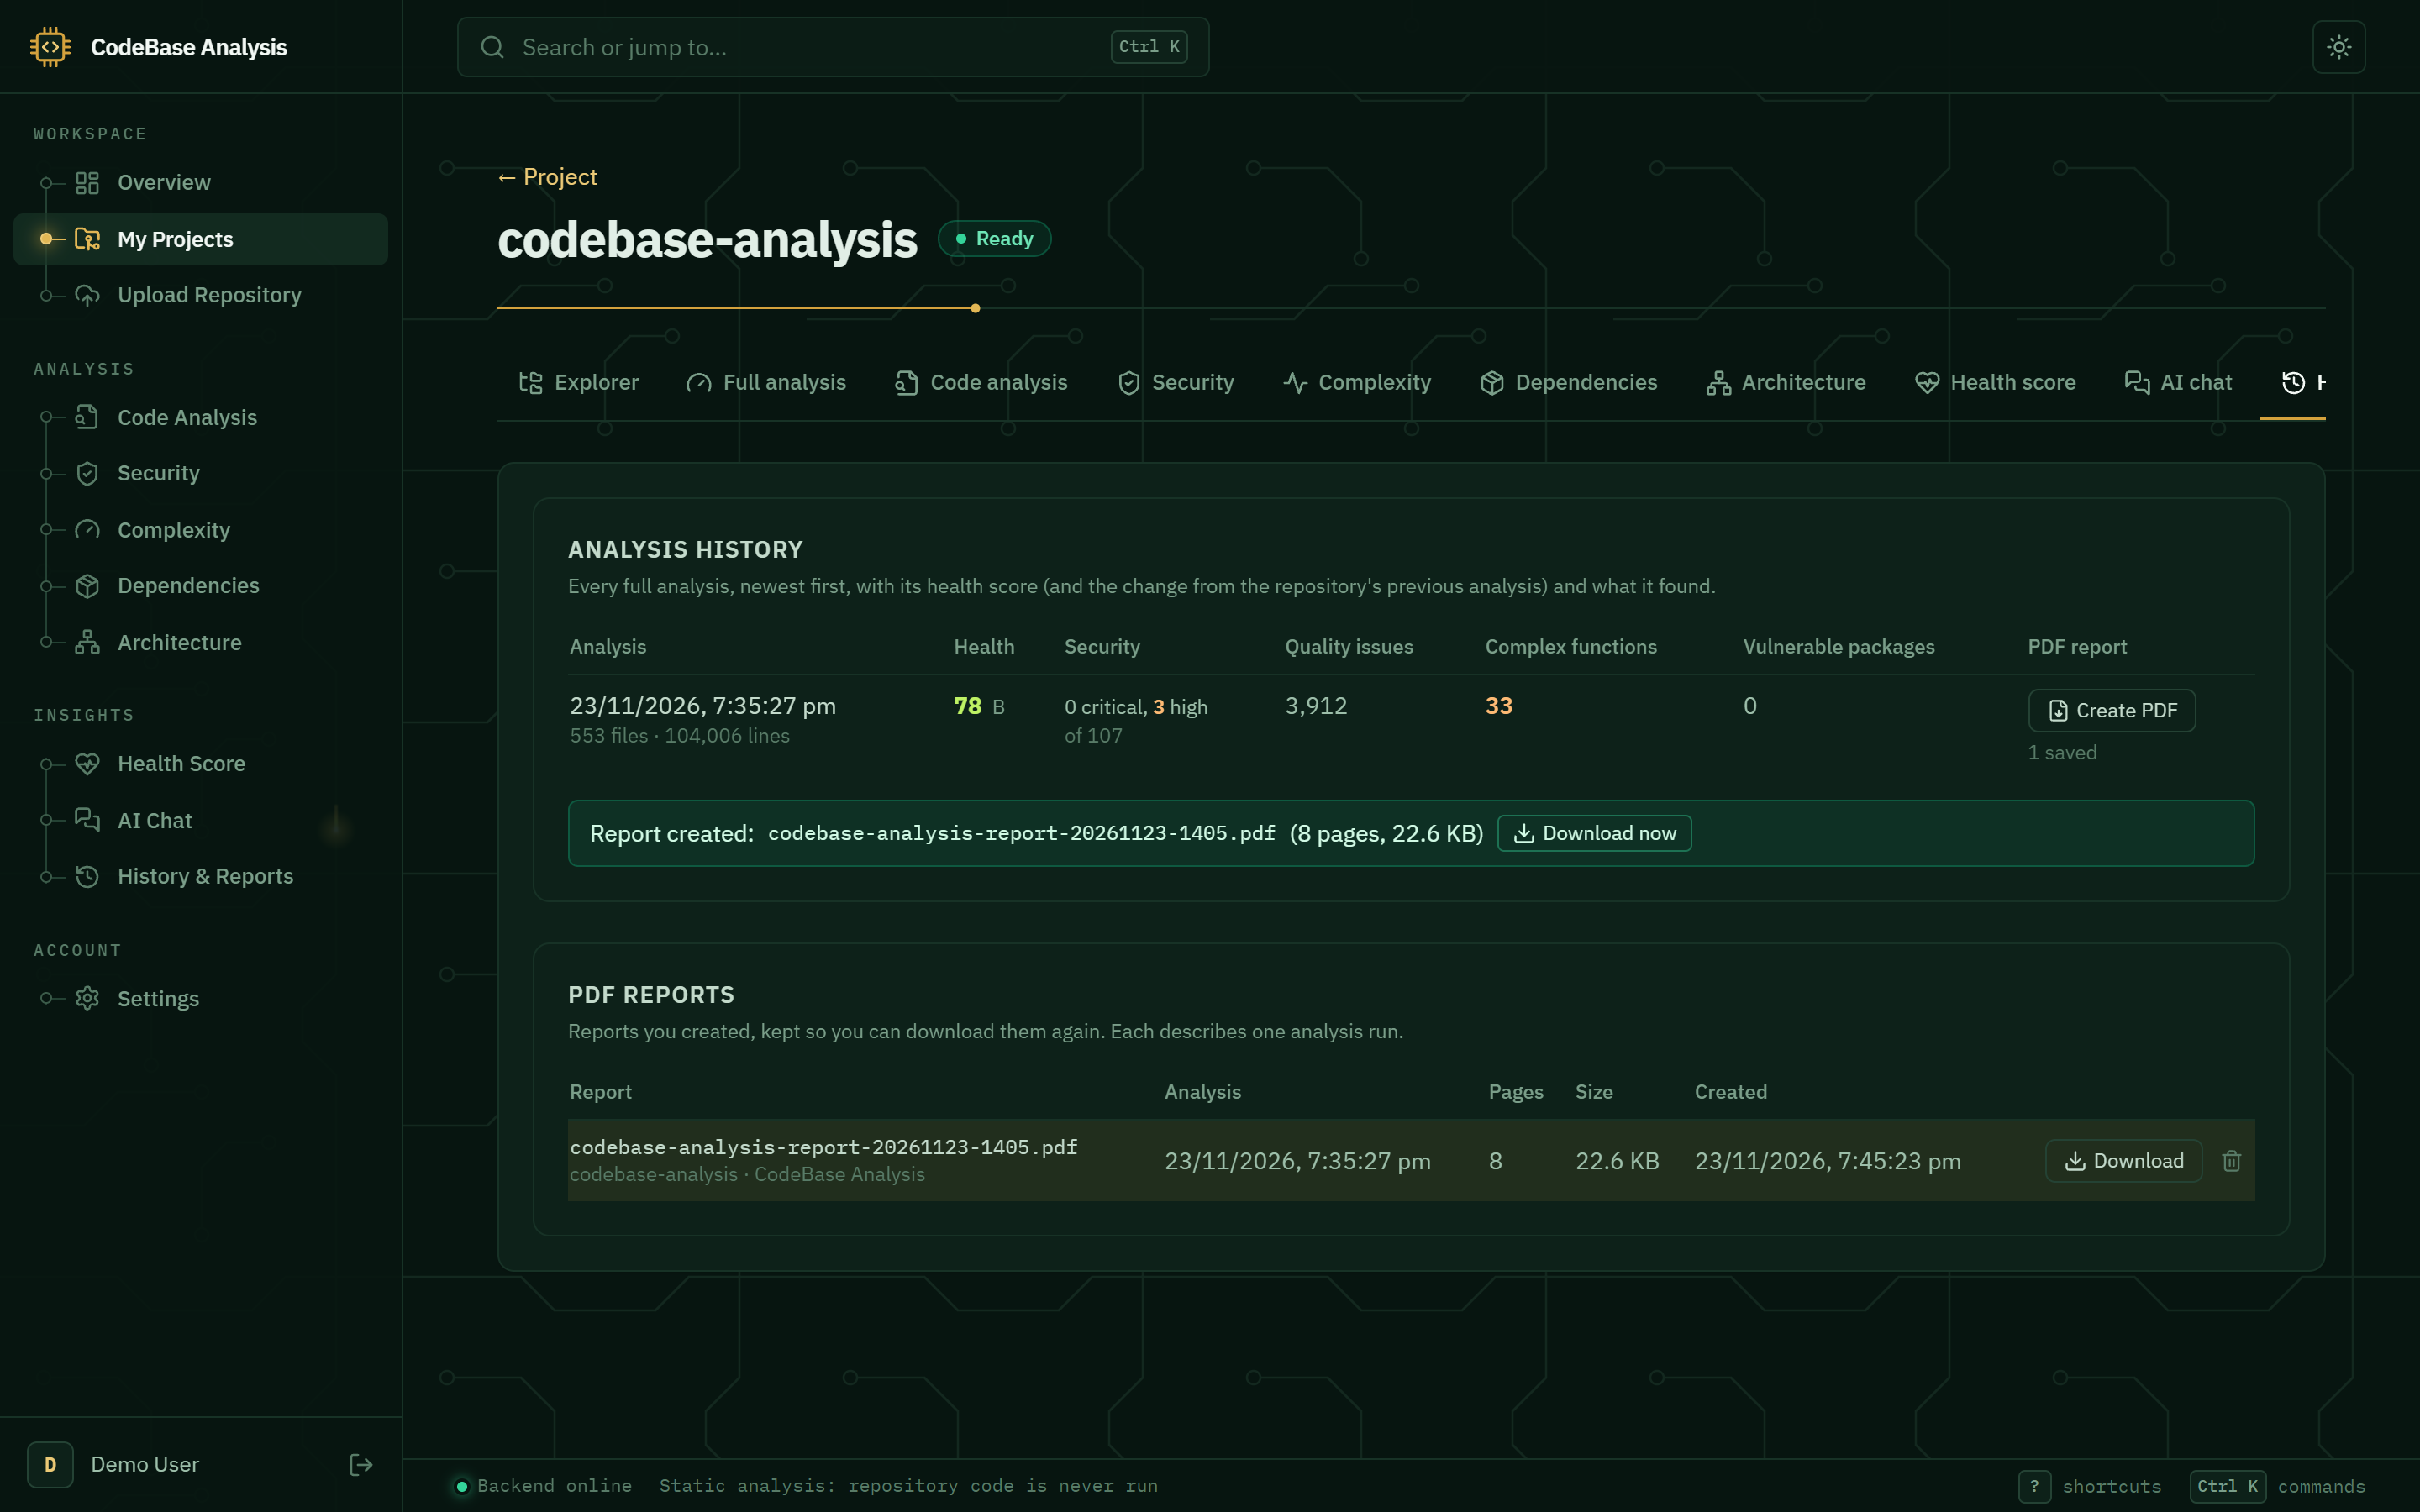 CodeBase Analysis
Search or jump to...
Ctrl K
WORKSPACE
Overview
My Projects
Upload Repository
ANALYSIS
Code Analysis
Security
Complexity
Dependencies
Architecture
INSIGHTS
Health Score
AI Chat
History & Reports
ACCOUNT
Settings
D
Demo User
← Project
codebase-analysis
Ready
Explorer
Full analysis
Code analysis
Security
Complexity
Dependencies
Architecture
Health score
AI chat
ANALYSIS HISTORY
Every full analysis, newest first, with its health score (and the change from the repository's previous analysis) and what it found.
Analysis Health Security Quality issues Complex functions Vulnerable packages PDF report
23/11/2026, 7:35:27 pm 78 B 0 critical, 3 high 3,912 33 0 Create PDF
553 files · 104,006 lines of 107 1 saved
Report created: codebase-analysis-report-20261123-1405.pdf (8 pages, 22.6 KB) Download now
PDF REPORTS
Reports you created, kept so you can download them again. Each describes one analysis run.
Report Analysis Pages Size Created
codebase-analysis-report-20261123-1405.pdf 23/11/2026, 7:35:27 pm 8 22.6 KB 23/11/2026, 7:45:23 pm Download
codebase-analysis · CodeBase Analysis
Backend online Static analysis: repository code is never run
? shortcuts Ctrl K commands